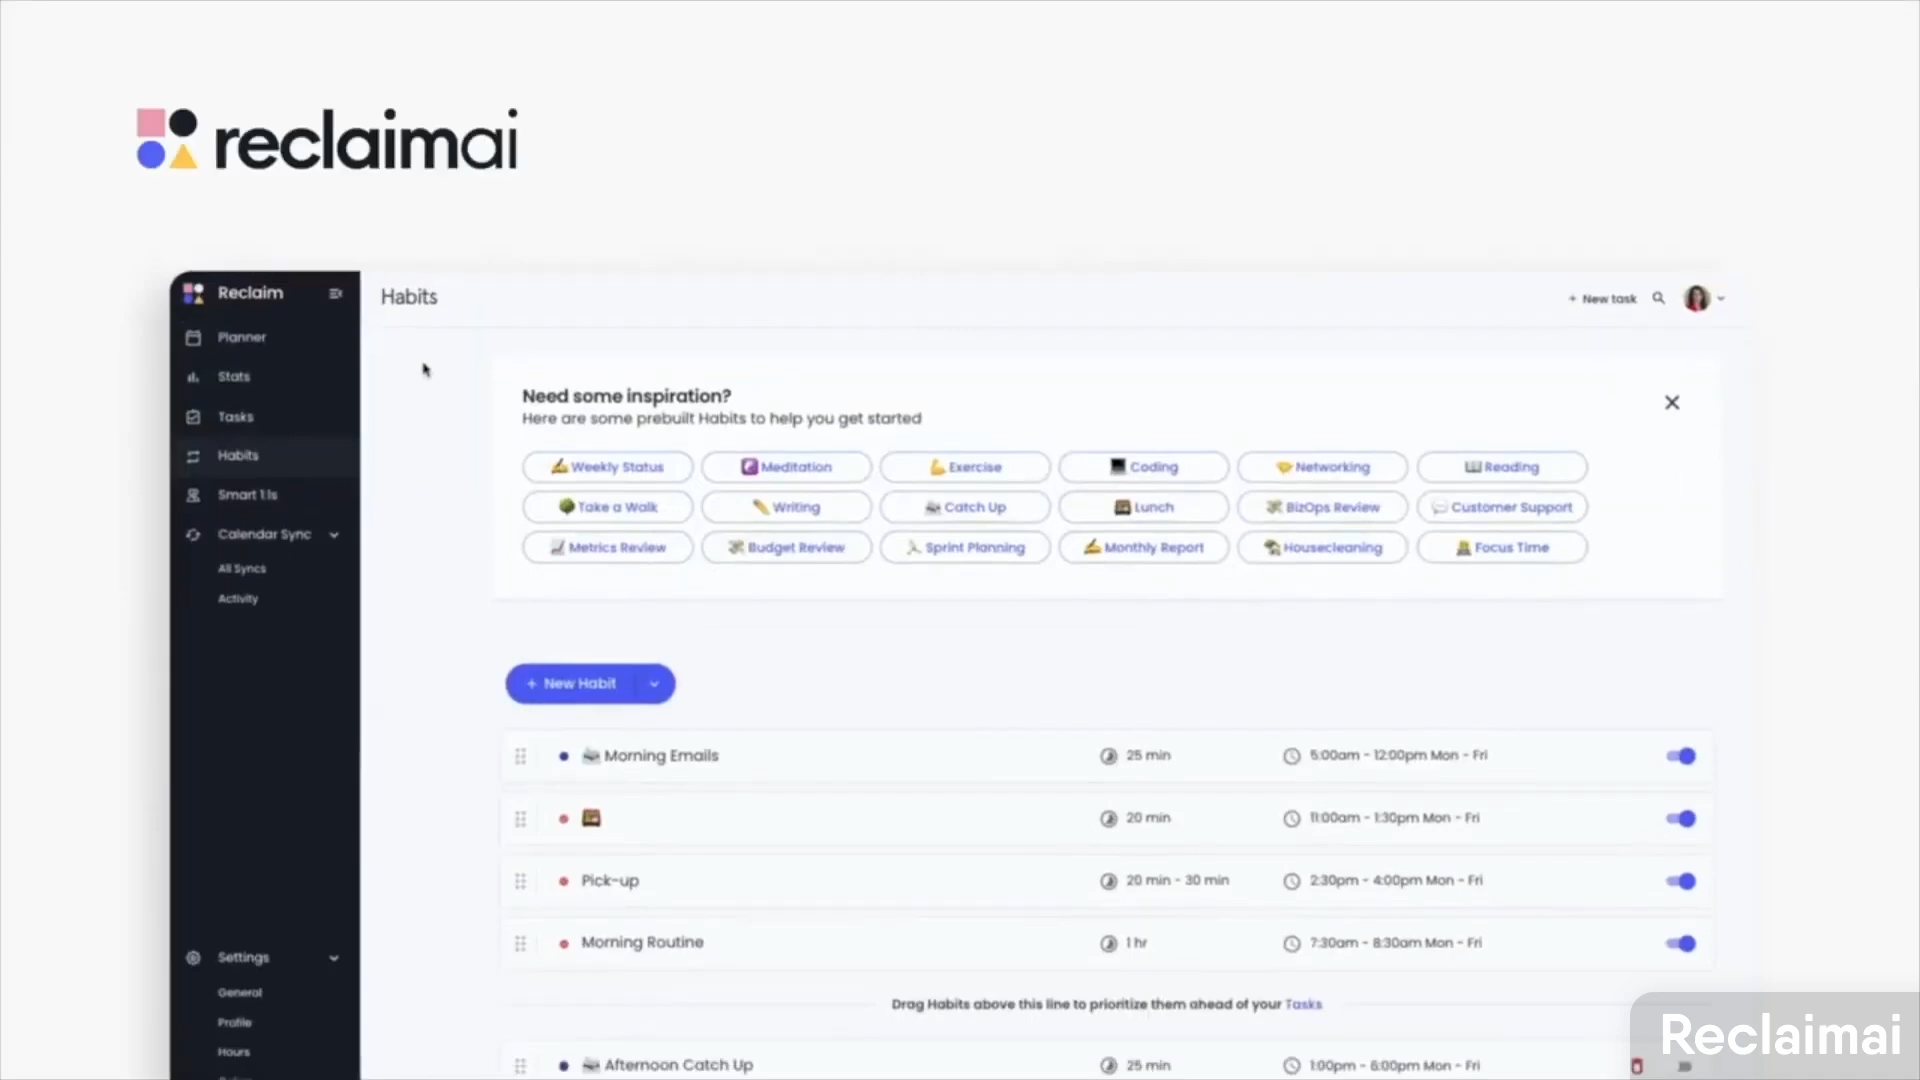 reclaimai
Reclaim
Habits
+ New task
Planner
Stats
Tasks
Habits
Smart 1:1s
Calendar Sync
All Syncs
Activity
Need some inspiration?
Here are some prebuilt Habits to help you get started
Weekly Status Meditation Exercise Coding Networking Reading
Take a Walk Writing Catch Up Lunch BizOps Review Customer Support
Metrics Review Budget Review Sprint Planning Monthly Report Housecleaning Focus Time
+ New Habit
Morning Emails 25 min 5:00am - 12:00pm Mon - Fri
20 min 11:00am - 1:30pm Mon - Fri
Pick-up 20 min - 30 min 2:30pm - 4:00pm Mon - Fri
Morning Routine 1 hr 7:30am - 8:30am Mon - Fri
Drag Habits above this line to prioritize them ahead of your Tasks
Afternoon Catch Up 25 min 1:00pm - 6:00pm Mon - Fri
Settings
General
Profile
Hours
Reclaimai